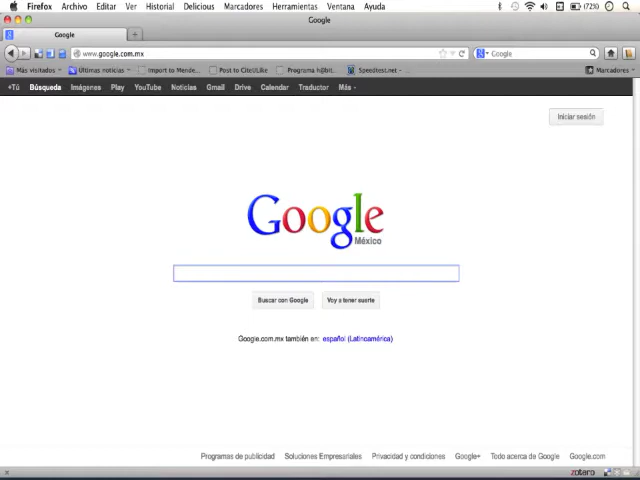 Firefox Archivo Editar Ver Historial Delicious Marcadores Herramientas Ventana Ayuda (72%)
Google
Google
www.google.com.mx Google
Más visitados Últimas noticias Import to Mende... Post to CiteULike Programa h@bit... Speedtest.net - ... Marcadores
+Tú Búsqueda Imágenes Play YouTube Noticias Gmail Drive Calendar Traductor Más
Iniciar sesión
Google
México
Buscar con Google Voy a tener suerte
Google.com.mx también en: español (Latinoamérica)
Programas de publicidad Soluciones Empresariales Privacidad y condiciones Google+ Todo acerca de Google Google.com
zotero